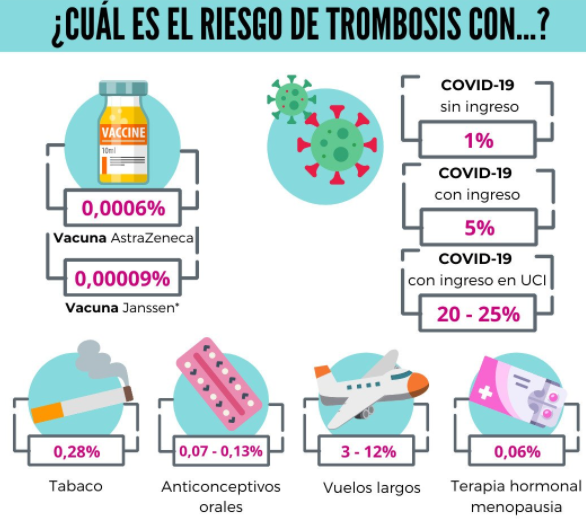 ¿CUÁL ES EL RIESGO DE TROMBOSIS CON...?
VACCINE
10ml
0,0006%
Vacuna AstraZeneca
0,00009%
Vacuna Janssen*
COVID-19
sin ingreso
1%
COVID-19
con ingreso
5%
COVID-19
con ingreso en UCI
20 - 25%
0,28%
Tabaco
0,07 - 0,13%
Anticonceptivos
orales
3 - 12%
Vuelos largos
0,06%
Terapia hormonal
menopausia